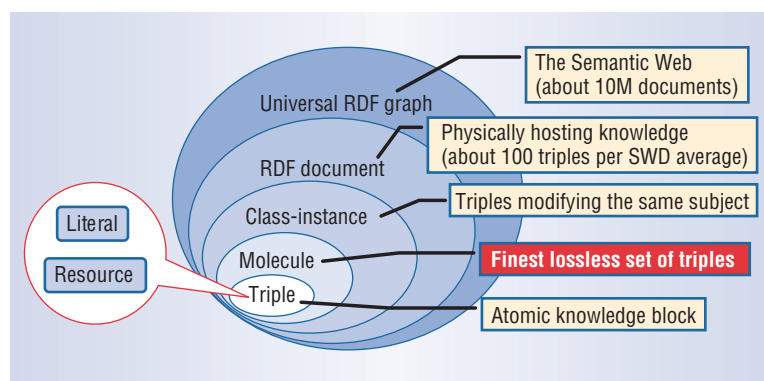 The Semantic Web
(about 10M documents)
Universal RDF graph
Physically hosting knowledge
(about 100 triples per SWD average)
RDF document
Triples modifying the same subject
Class-instance
Literal
Resource
Molecule
Finest lossless set of triples
Triple
Atomic knowledge block